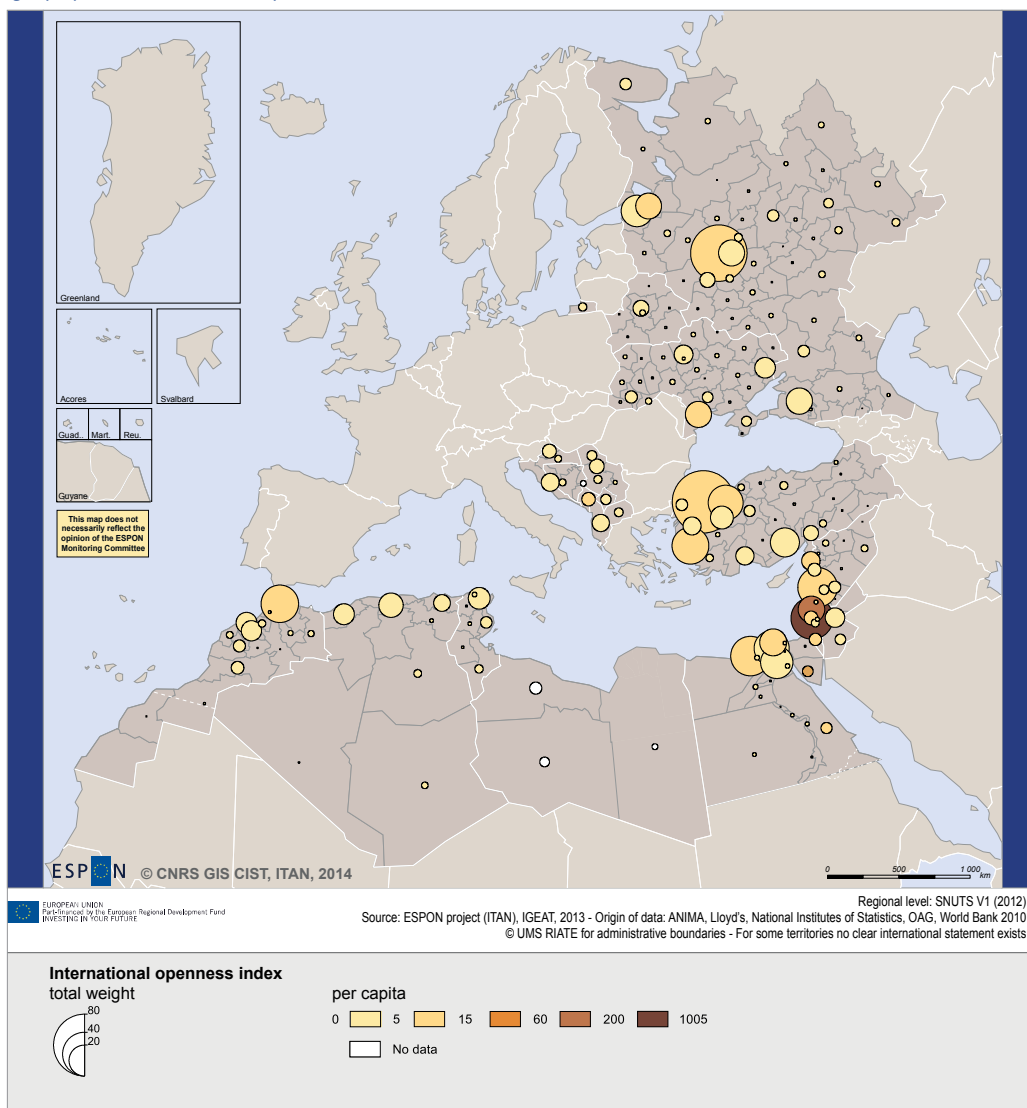 Greenland
Acores
Svalbard
Guad..
Mart.
Reu.
Guyane
This map does not
necessarily reflect the
opinion of the ESPON
Monitoring Committee
ESPON
© CNRS GIS CIST, ITAN, 2014
0 500 1 000
km
EUROPEAN UNION
Part-financed by the European Regional Development Fund
INVESTING IN YOUR FUTURE
Regional level: SNUTS V1 (2012)
Source: ESPON project (ITAN), IGEAT, 2013 - Origin of data: ANIMA, Lloyd's, National Institutes of Statistics, OAG, World Bank 2010
© UMS RIATE for administrative boundaries - For some territories no clear international statement exists
International openness index
total weight
80
40
20
per capita
0 5 15 60 200 1005
No data